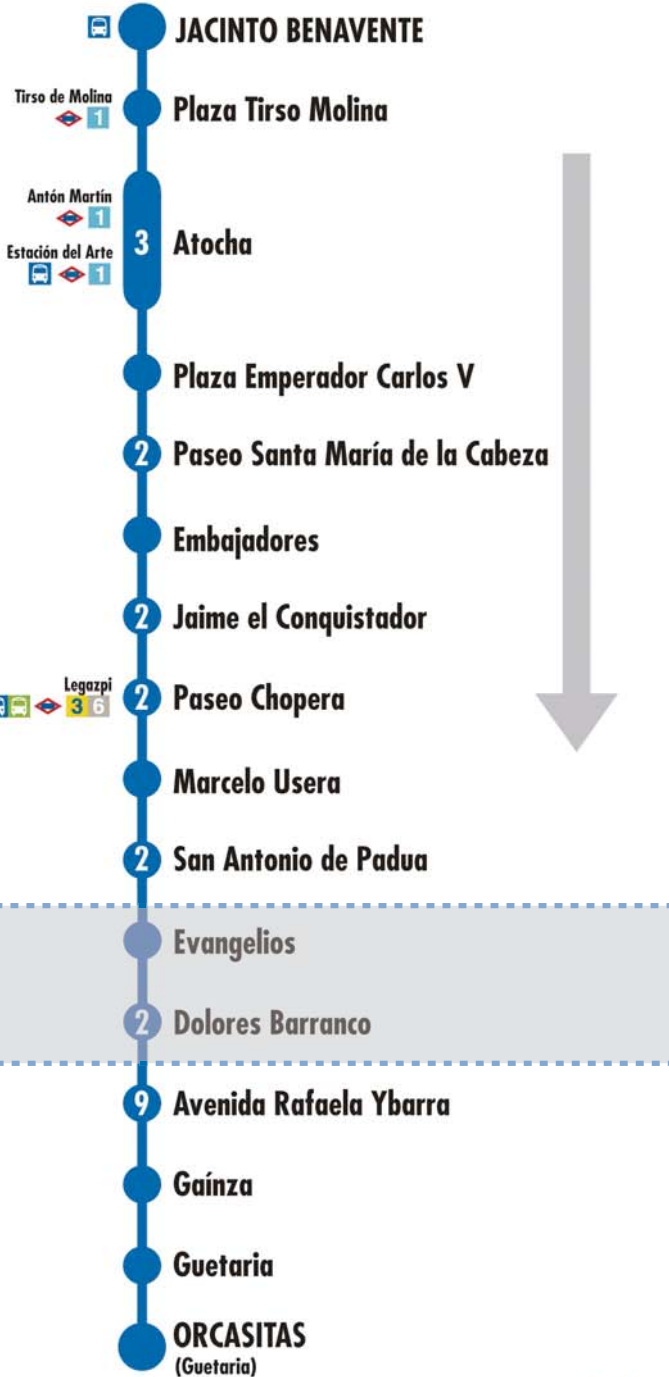 JACINTO BENAVENTE
Tirso de Molina
1
Plaza Tirso Molina
Antón Martín
1
Estación del Arte
1
3 Atocha
Plaza Emperador Carlos V
2 Paseo Santa María de la Cabeza
Embajadores
2 Jaime el Conquistador
Legazpi
3 6
2 Paseo Chopera
Marcelo Usera
2 San Antonio de Padua
Evangelios
2 Dolores Barranco
9 Avenida Rafaela Ybarra
Gaínza
Guetaria
ORCASITAS
(Guetaria)